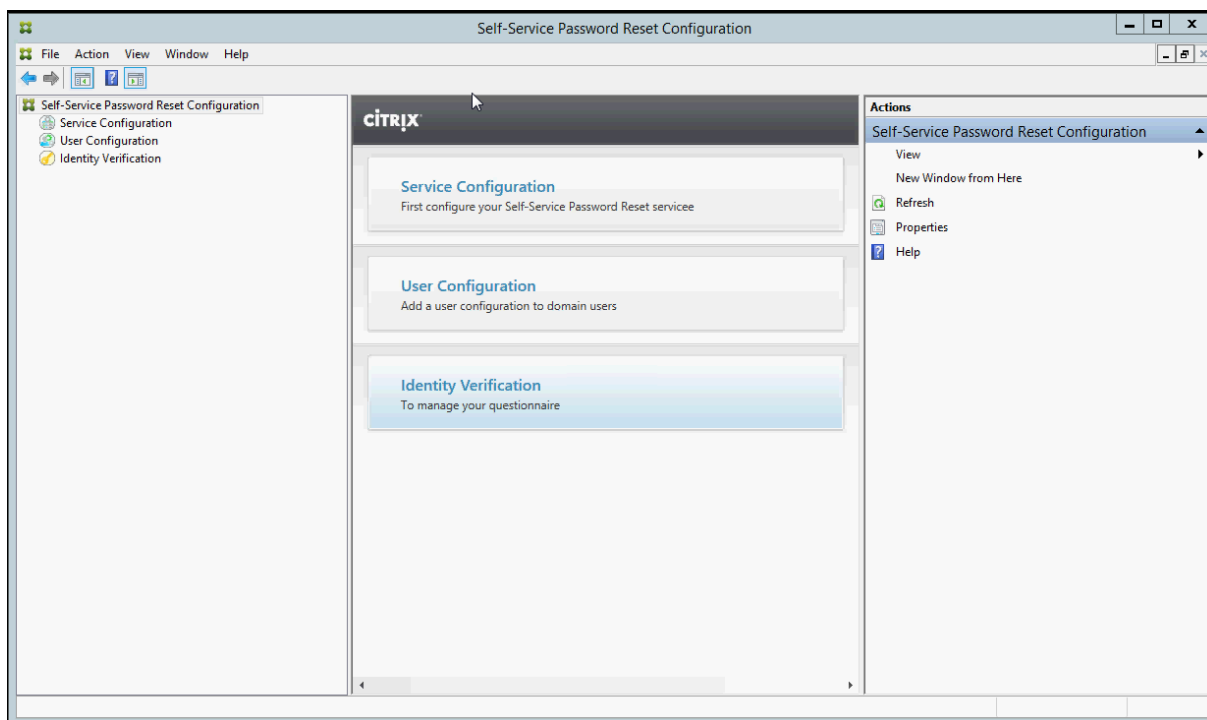 Self-Service Password Reset Configuration
File Action View Window Help
Self-Service Password Reset Configuration
Service Configuration
User Configuration
Identity Verification
CITRIX
Service Configuration
First configure your Self-Service Password Reset servicee
User Configuration
Add a user configuration to domain users
Identity Verification
To manage your questionnaire
Actions
Self-Service Password Reset Configuration
View
New Window from Here
Refresh
Properties
Help